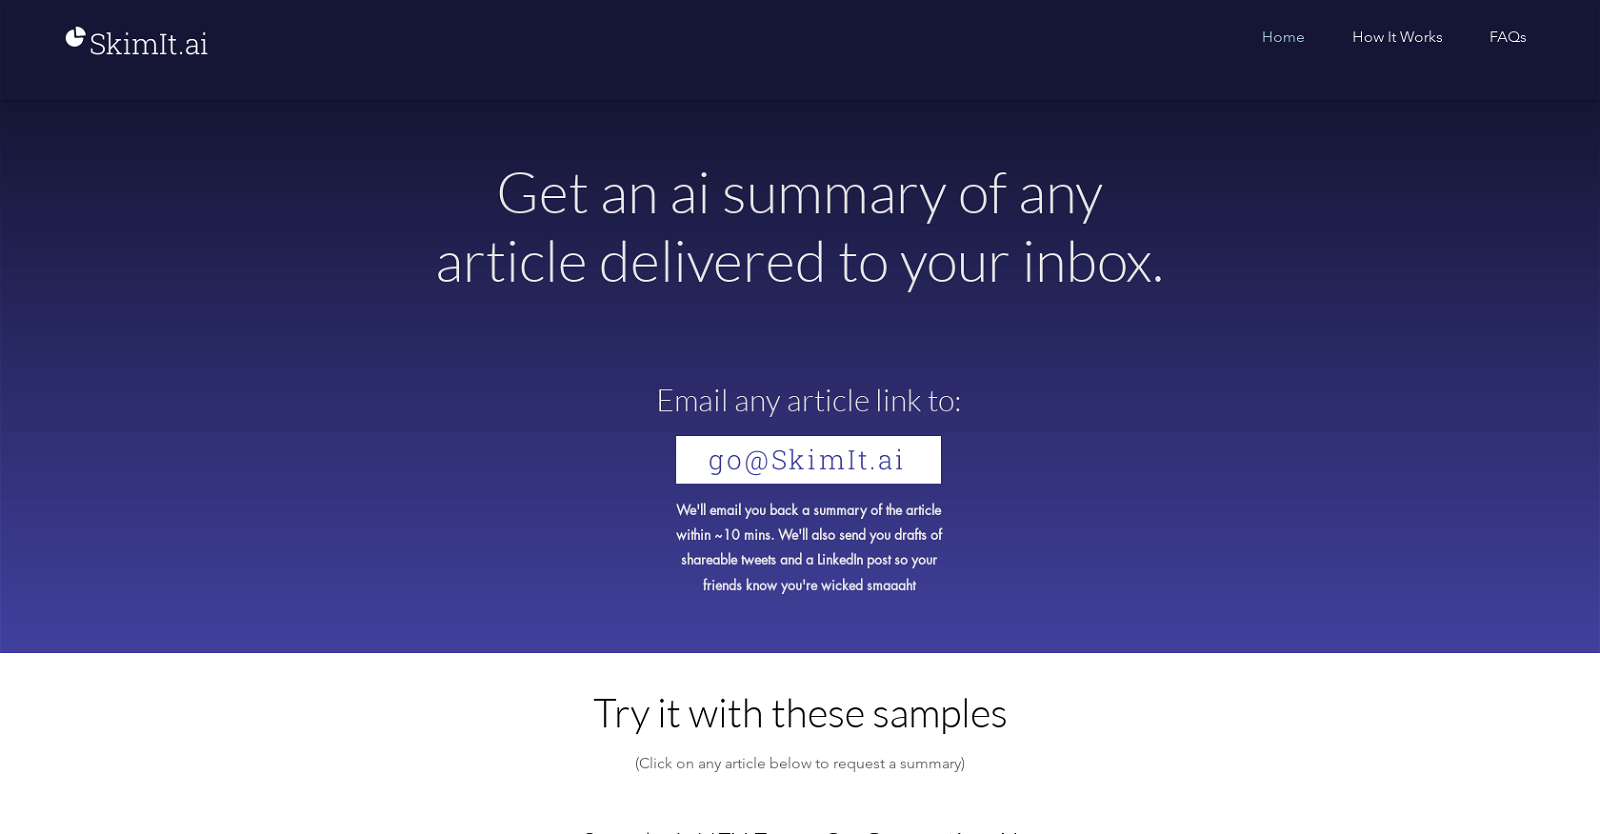 SkimIt.ai
Home
How It Works
FAQs
Get an ai summary of any
article delivered to your inbox.
Email any article link to:
go@SkimIt.ai
We'll email you back a summary of the article
within ~10 mins. We'll also send you drafts of
shareable tweets and a LinkedIn post so your
friends know you're wicked smaaaht
Try it with these samples
(Click on any article below to request a summary)